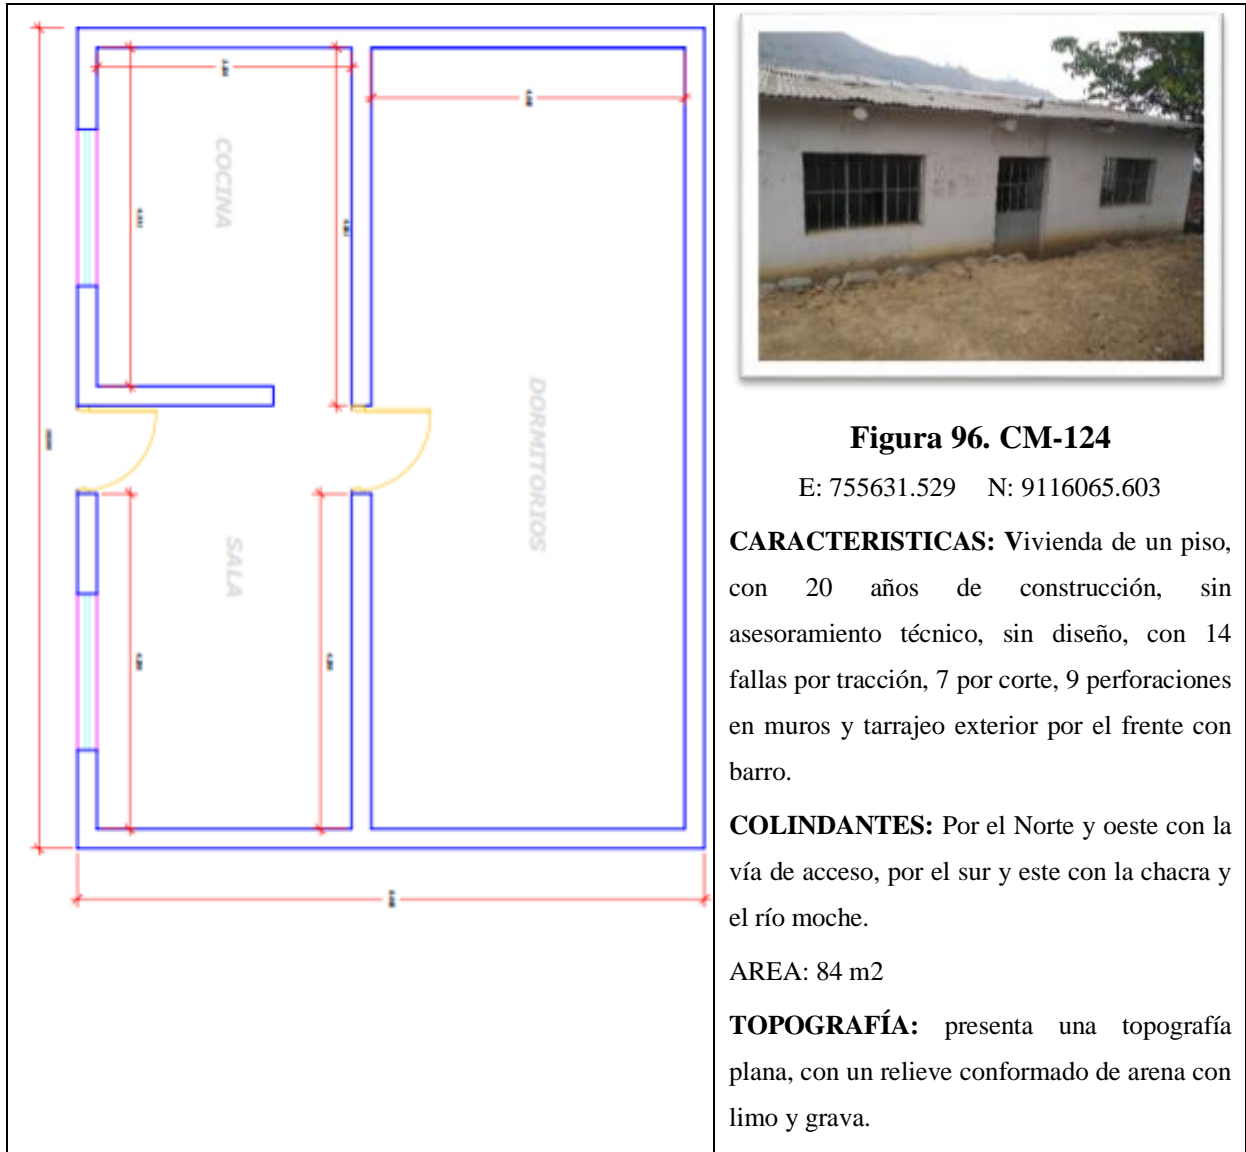 COCINA
DORMITORIOS
SALA
Figura 96. CM-124
E: 755631.529 N: 9116065.603
CARACTERISTICAS: Vivienda de un piso,
con 20 años de construcción, sin
asesoramiento técnico, sin diseño, con 14
fallas por tracción, 7 por corte, 9 perforaciones
en muros y tarrajeo exterior por el frente con
barro.
COLINDANTES: Por el Norte y oeste con la
vía de acceso, por el sur y este con la chacra y
el río moche.
AREA: 84 m2
TOPOGRAFÍA: presenta una topografía
plana, con un relieve conformado de arena con
limo y grava.